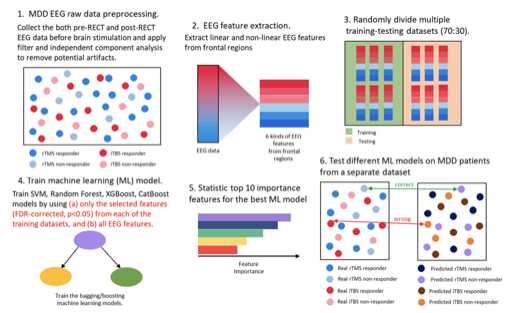 1. MDD EEG raw data preprocessing.
Collect the both pre-RECT and post-RECT
EEG data before brain stimulation and apply
filter and independent component analysis
to remove potential artifacts.
rTMS responder
iTBS responder
rTMS non-responder
iTBS non-responder
2. EEG feature extraction.
Extract linear and non-linear EEG features
from frontal regions
EEG data
6 kinds of EEG
features
from frontal
regions
3. Randomly divide multiple
training-testing datasets (70:30).
Training
Testing
4. Train machine learning (ML) model.
Train SVM, Random Forest, XGBoost, CatBoost
models by using (a) only the selected features
(FDR-corrected, p<0.05) from each of the
training datasets, and (b) all EEG features.
Train the bagging/boosting
machine learning models.
5. Statistic top 10 importance
features for the best ML model
Feature
Importance
6. Test different ML models on MDD patients
from a separate dataset
correct
wrong
Real rTMS responder
Real rTMS non-responder
Real iTBS responder
Real iTBS non-responder
Predicted rTMS responder
Predicted rTMS non-responder
Predicted iTBS responder
Predicted iTBS non-responder